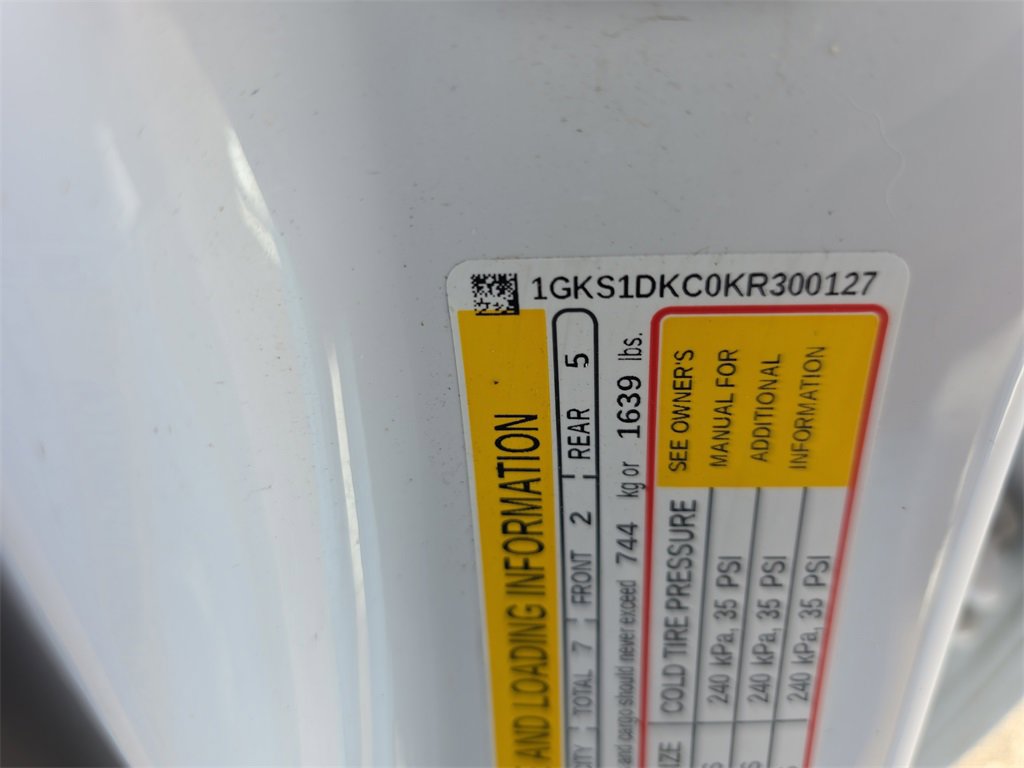 1GKS1DKC0KR300127
AND LOADING INFORMATION
TOTAL 7 FRONT 2 REAR 5
and cargo should never exceed 744 kg or 1639 lbs.
COLD TIRE PRESSURE
240 kPa, 35 PSI
240 kPa, 35 PSI
240 kPa, 35 PSI
SEE OWNER'S
MANUAL FOR
ADDITIONAL
INFORMATION